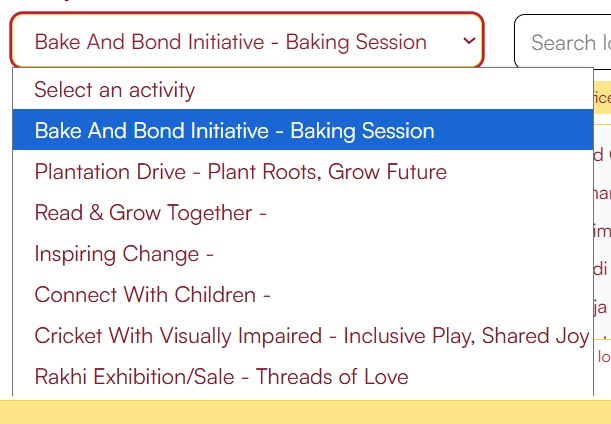 Bake And Bond Initiative - Baking Session
Search
Select an activity
Bake And Bond Initiative - Baking Session
Plantation Drive - Plant Roots, Grow Future
Read & Grow Together -
Inspiring Change -
Connect With Children -
Cricket With Visually Impaired - Inclusive Play, Shared Joy
Rakhi Exhibition/Sale - Threads of Love